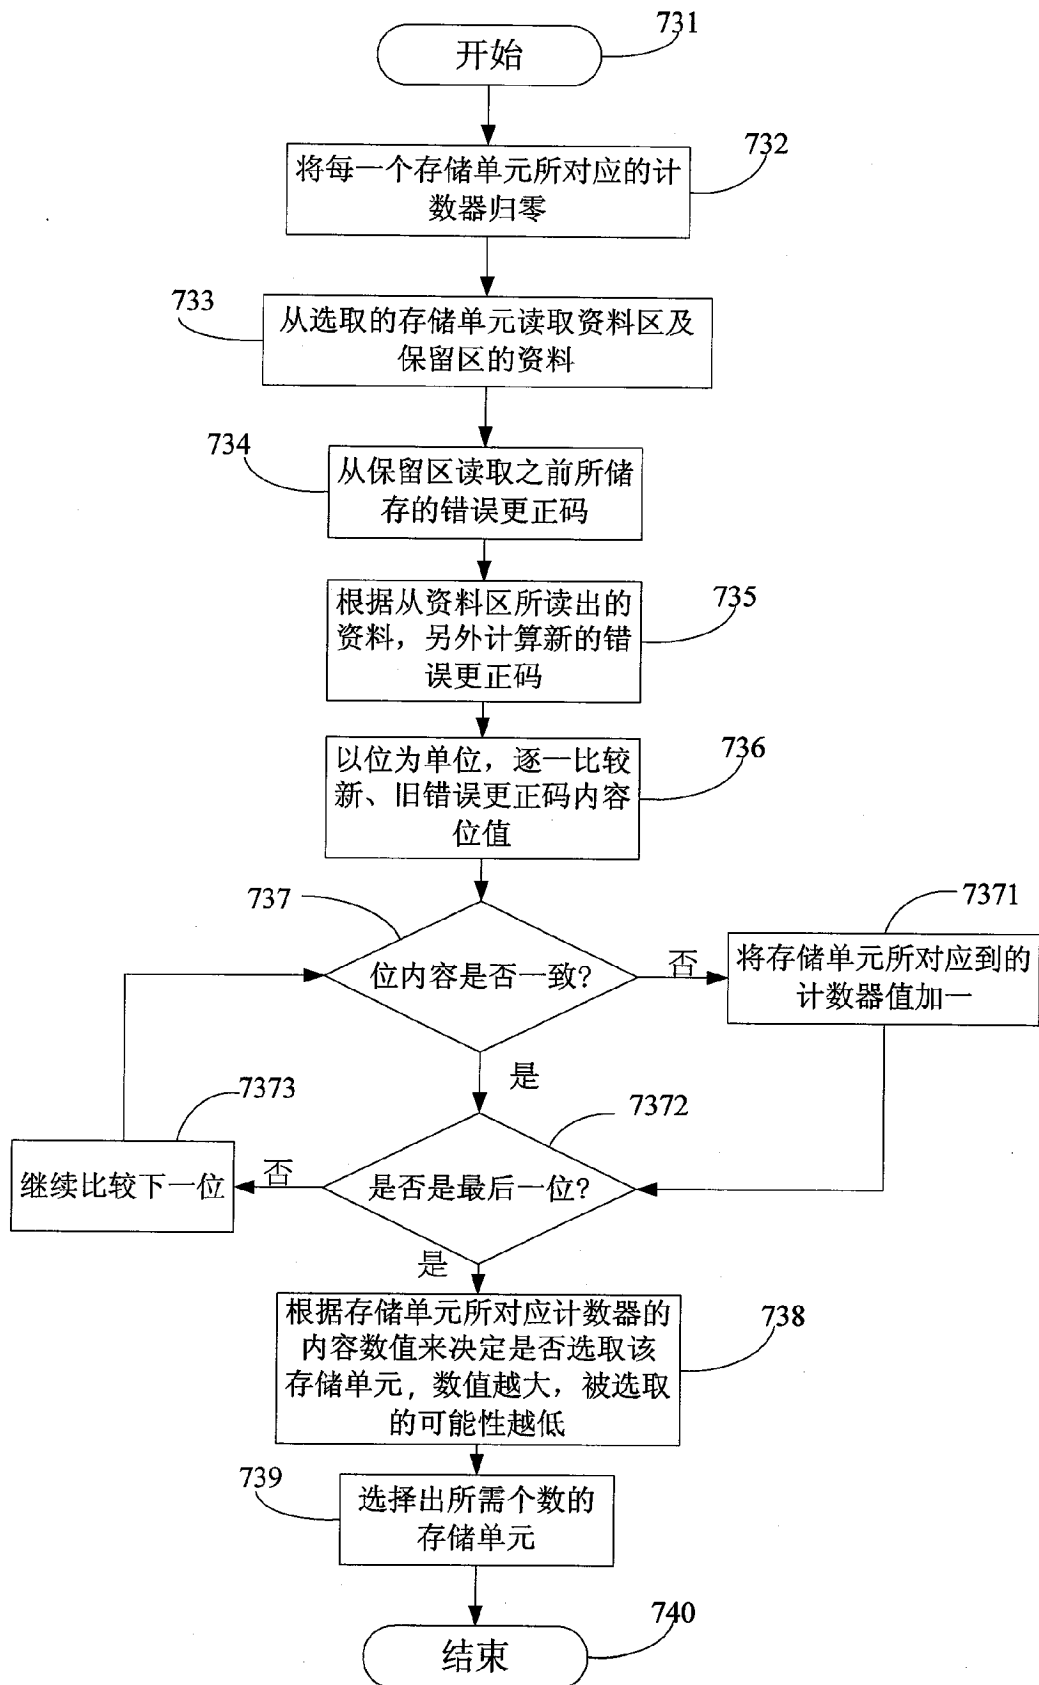 731
开始
732
将每一个存储单元所对应的计
数器归零
733
从选取的存储单元读取资料区及
保留区的资料
734
从保留区读取之前所储
存的错误更正码
735
根据从资料区所读出的
资料，另外计算新的错
误更正码
736
以位为单位，逐一比较
新、旧错误更正码内容
位值
737
位内容是否一致?
否
7371
将存储单元所对应到的
计数器值加一
是
7373
继续比较下一位
否
7372
是否是最后一位?
是
738
根据存储单元所对应计数器的
内容数值来决定是否选取该
存储单元，数值越大，被选取
的可能性越低
739
选择出所需个数的
存储单元
740
结束